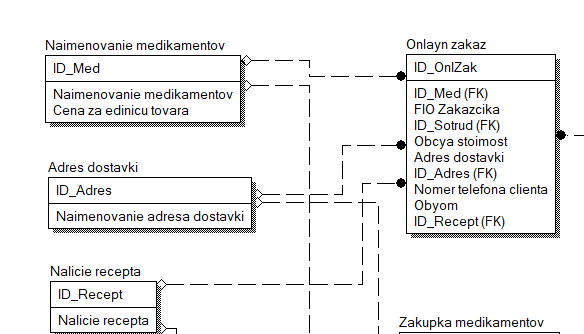 Naimenovanie medikamentov
ID_Med
Naimenovanie medikamentov
Cena za edinicu tovara
Adres dostavki
ID_Adres
Naimenovanie adresa dostavki
Nalicie recepta
ID_Recept
Nalicie recepta
Onlayn zakaz
ID_OnlZak
ID_Med (FK)
FIO Zakazcika
ID_Sotrud (FK)
Obcya stoimost
Adres dostavki
ID_Adres (FK)
Nomer telefona clienta
Obyom
ID_Recept (FK)
Zakupka medikamentov